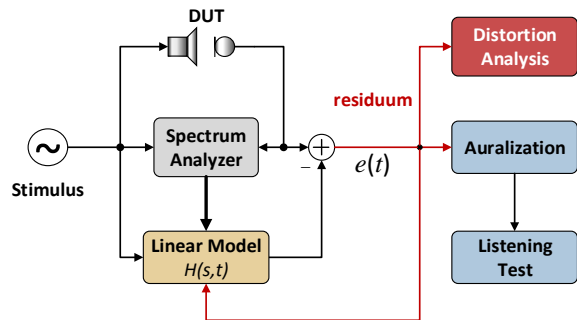 DUT
Distortion
Analysis
residuum
Spectrum
Analyzer
+
−
e(t)
Auralization
~
Stimulus
Linear Model
H(s,t)
Listening
Test